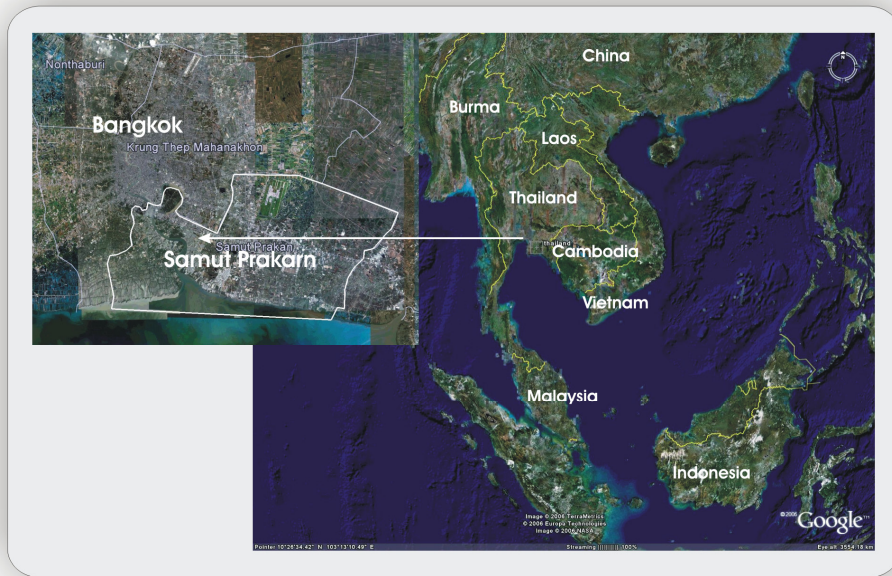 Nonthaburi
Bangkok
Krung Thep Mahanakhon
Samut Prakan
Samut Prakarn
China
Burma
Laos
Thailand
thailand
Cambodia
Vietnam
Malaysia
Indonesia
N
Image © 2006 TerraMetrics
© 2006 Europa Technologies
Image © 2006 NASA
©2006 Google™
Pointer 10°26'34.42" N 103°13'10.49" E Streaming |||||||||| 100% Eye alt 3554.18 km